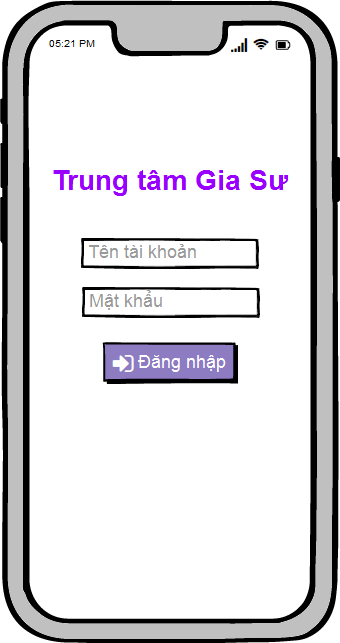 05:21 PM
Trung tâm Gia Sư
Tên tài khoản
Mật khẩu
Đăng nhập